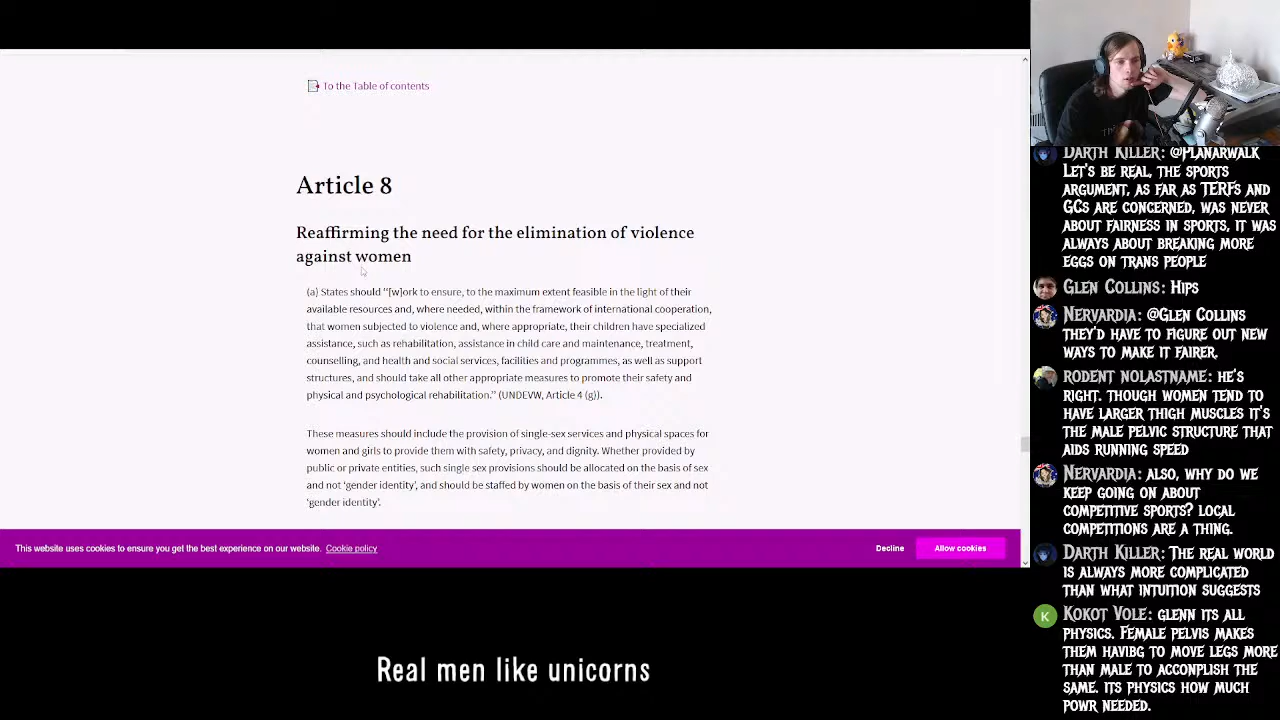 To the Table of contents
Article 8
Reaffirming the need for the elimination of violence
against women
(a) States should “[w]ork to ensure, to the maximum extent feasible in the light of their
available resources and, where needed, within the framework of international cooperation,
that women subjected to violence and, where appropriate, their children have specialized
assistance, such as rehabilitation, assistance in child care and maintenance, treatment,
counselling, and health and social services, facilities and programmes, as well as support
structures, and should take all other appropriate measures to promote their safety and
physical and psychological rehabilitation.” (UNDEVW, Article 4 (g)).
These measures should include the provision of single-sex services and physical spaces for
women and girls to provide them with safety, privacy, and dignity. Whether provided by
public or private entities, such single sex provisions should be allocated on the basis of sex
and not ‘gender identity’, and should be staffed by women on the basis of their sex and not
‘gender identity’.
This website uses cookies to ensure you get the best experience on our website. Cookie policy
Decline
Allow cookies
Real men like unicorns
Darth Killer: @Planarwalk
Let's be real, the sports
argument, as far as TERFs and
GCs are concerned, was never
about fairness in sports, it was
always about breaking more
eggs on trans people
Glen Collins: Hips
Nervardia: @Glen Collins
they'd have to figure out new
ways to make it fairer.
Rodent Nolastname: he's
right. Though women tend to
have larger thigh muscles it's
the male pelvic structure that
aids running speed
Nervardia: Also, why do we
keep going on about
competitive sports? Local
competitions are a thing.
Darth Killer: The real world
is always more complicated
than what intuition suggests
Kokot Vole: glenn its all
physics. Female pelvis makes
them havibg to move legs more
than male to acconplish the
same. its physics how much
powr needed.
K